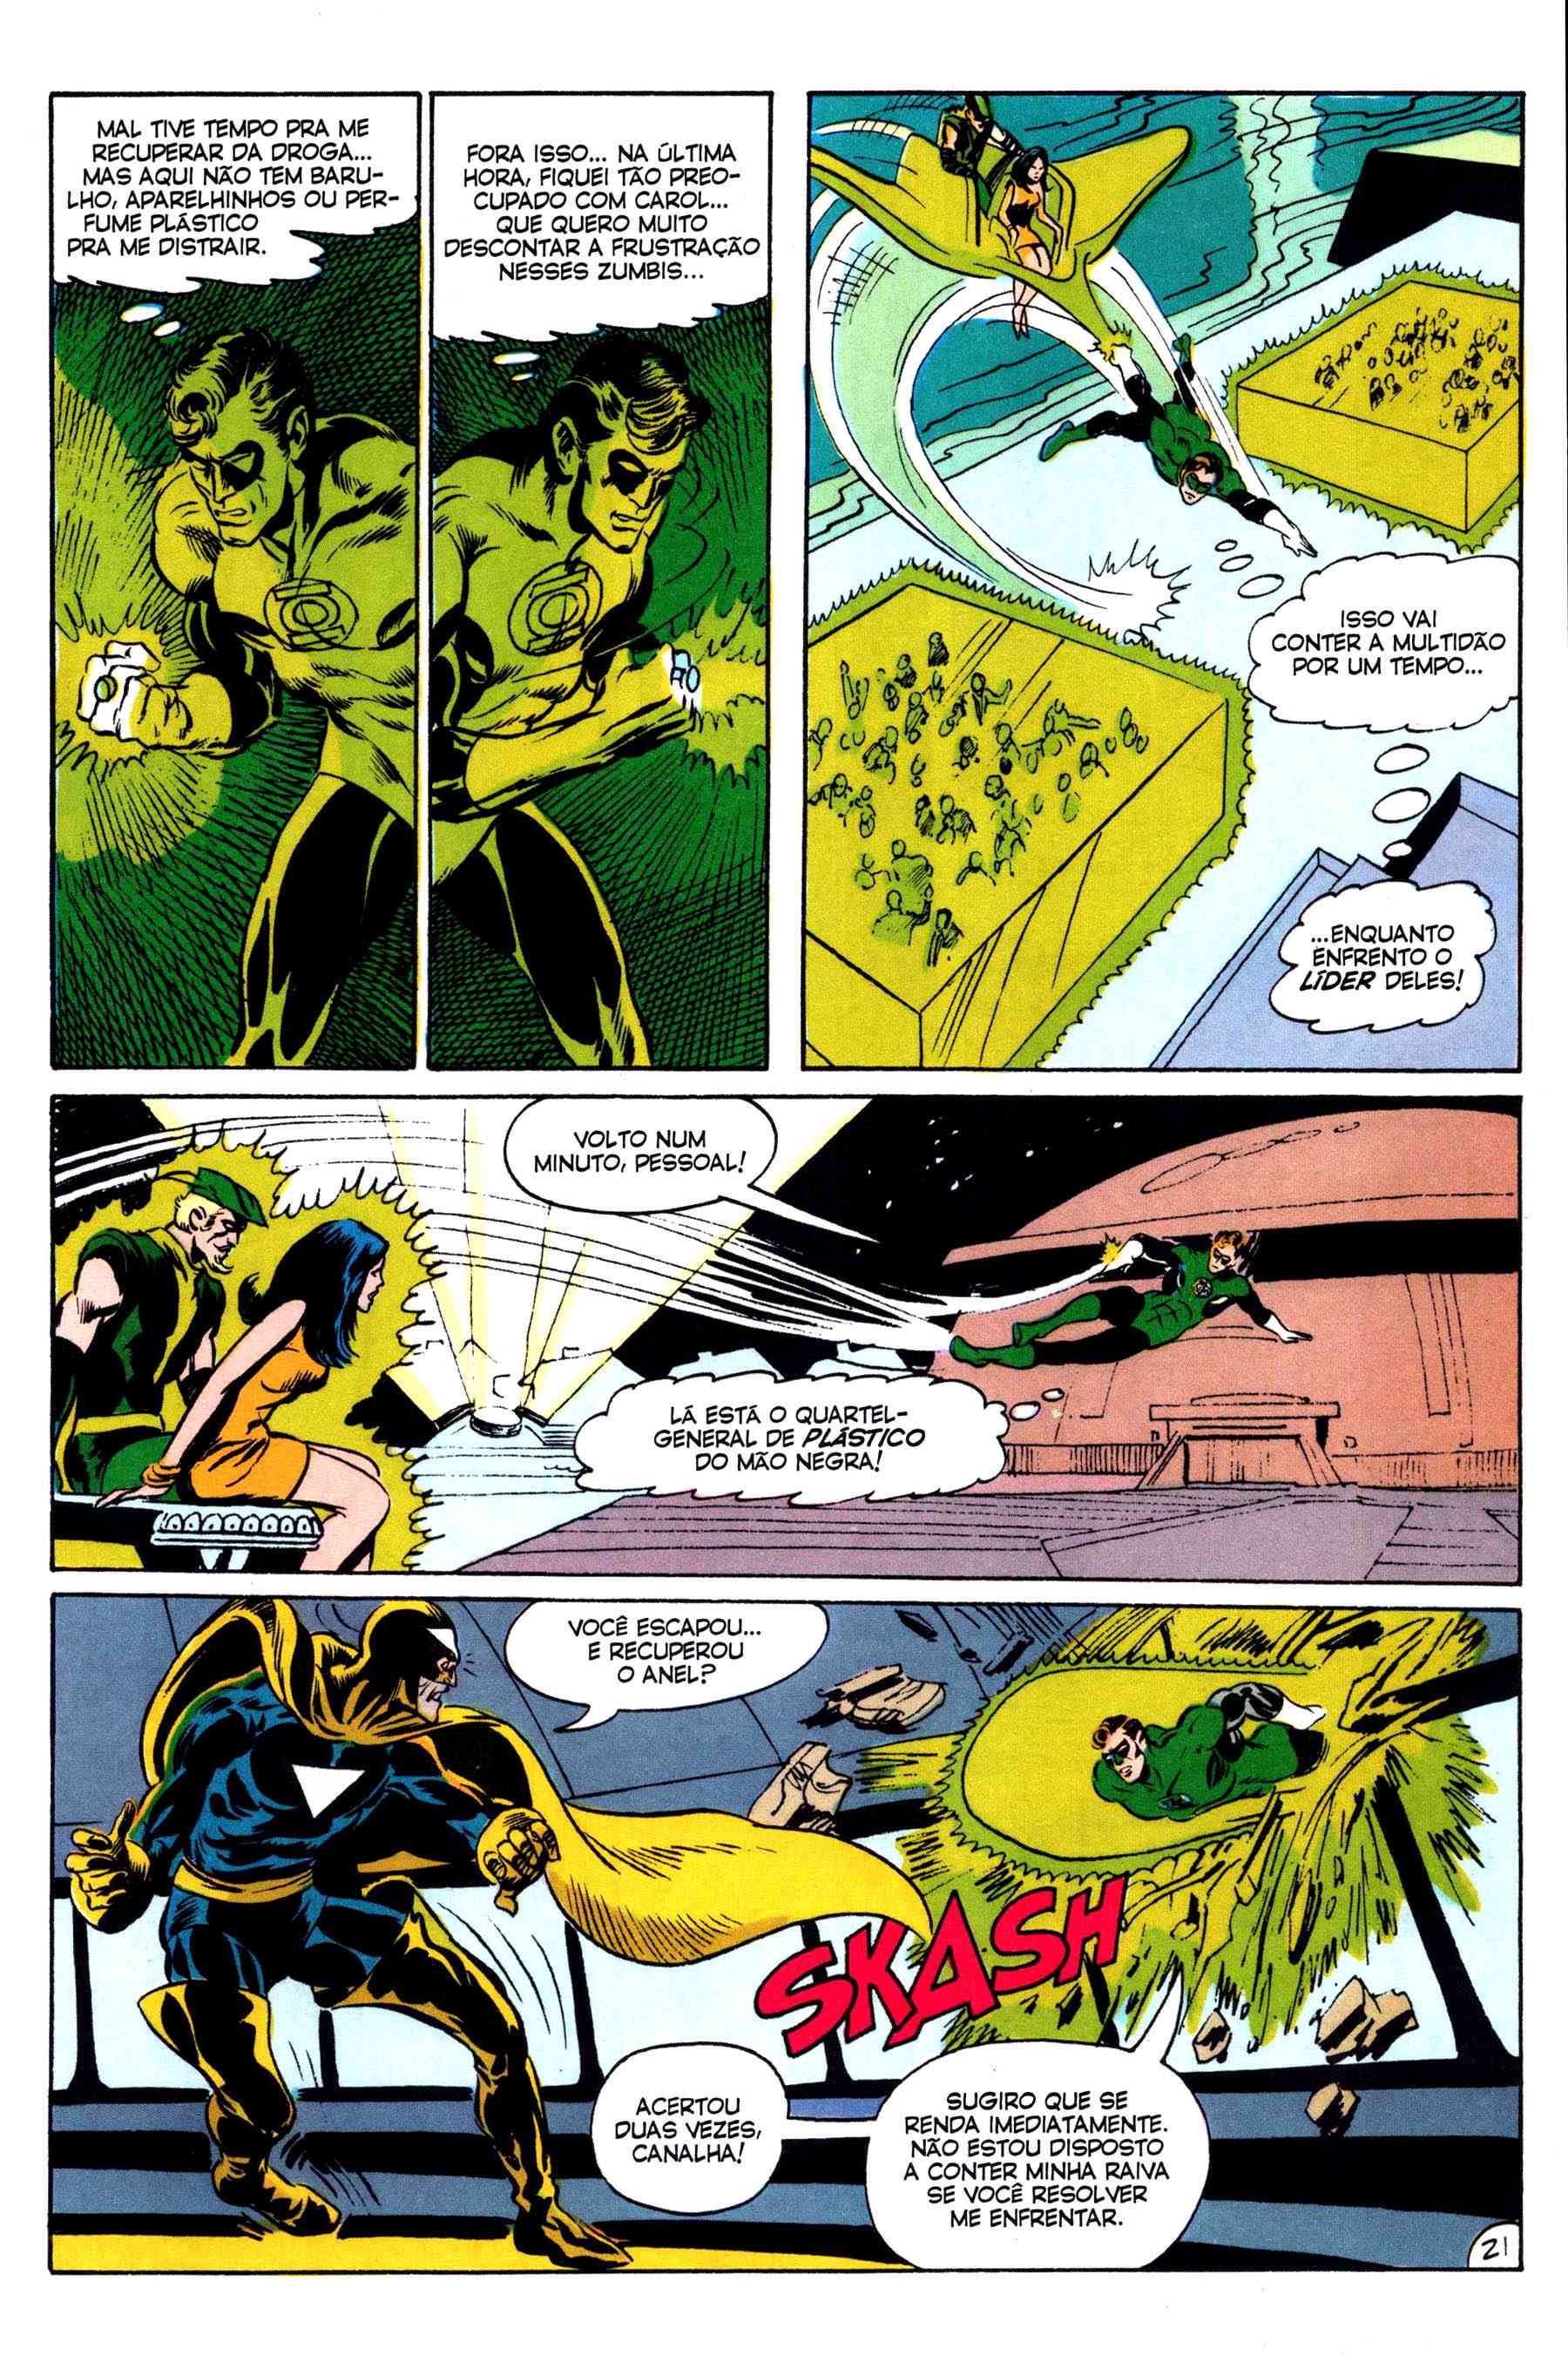 MAL TIVE TEMPO PRA ME
RECUPERAR DA DROGA...
MAS AQUI NÃO TEM BARU-
LHO, APARELHINHOS OU PER-
FUME PLÁSTICO
PRA ME DISTRAIR.
FORA ISSO... NA ÚLTIMA
HORA, FIQUEI TÃO PREO-
CUPADO COM CAROL...
QUE QUERO MUITO
DESCONTAR A FRUSTRAÇÃO
NESSES ZUMBIS...
ISSO VAI
CONTER A MULTIDÃO
POR UM TEMPO...
...ENQUANTO
ENFRENTO O
LÍDER DELES!
VOLTO NUM
MINUTO, PESSOAL!
LÁ ESTÁ O QUARTEL-
GENERAL DE PLÁSTICO
DO MÃO NEGRA!
VOCÊ ESCAPOU...
E RECUPEROU
O ANEL?
SKASH
ACERTOU
DUAS VEZES,
CANALHA!
SUGIRO QUE SE
RENDA IMEDIATAMENTE.
NÃO ESTOU DISPOSTO
A CONTER MINHA RAIVA
SE VOCÊ RESOLVER
ME ENFRENTAR.
21